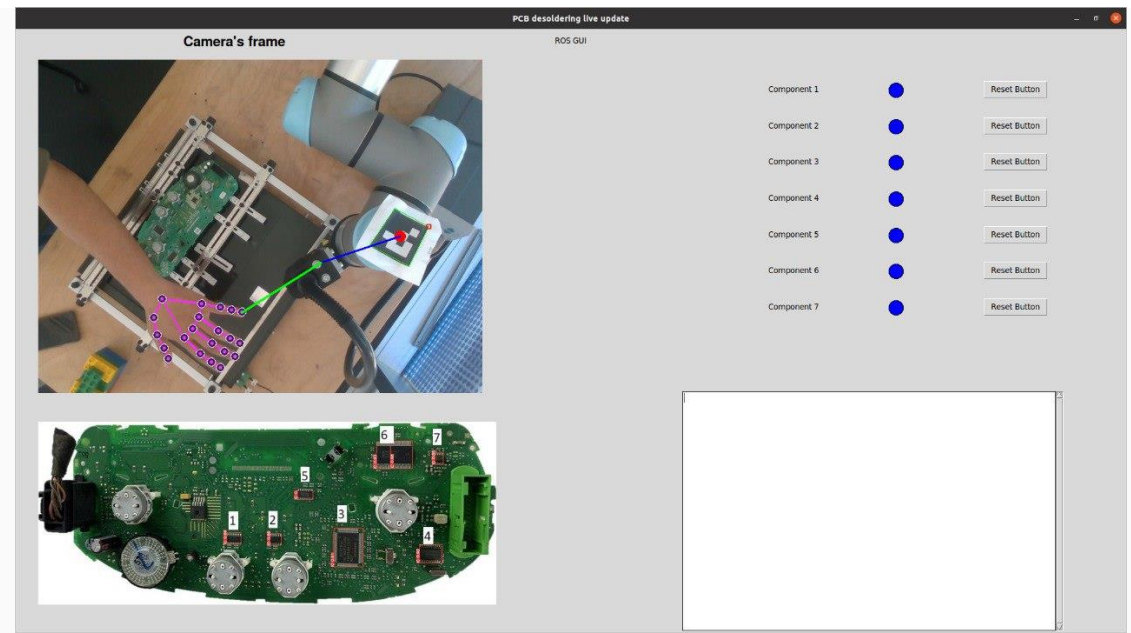 PCB desoldering live update
Camera's frame
ROS GUI
Component 1
Reset Button
Component 2
Reset Button
Component 3
Reset Button
Component 4
Reset Button
Component 5
Reset Button
Component 6
Reset Button
Component 7
Reset Button
6
7
5
1
2
3
4